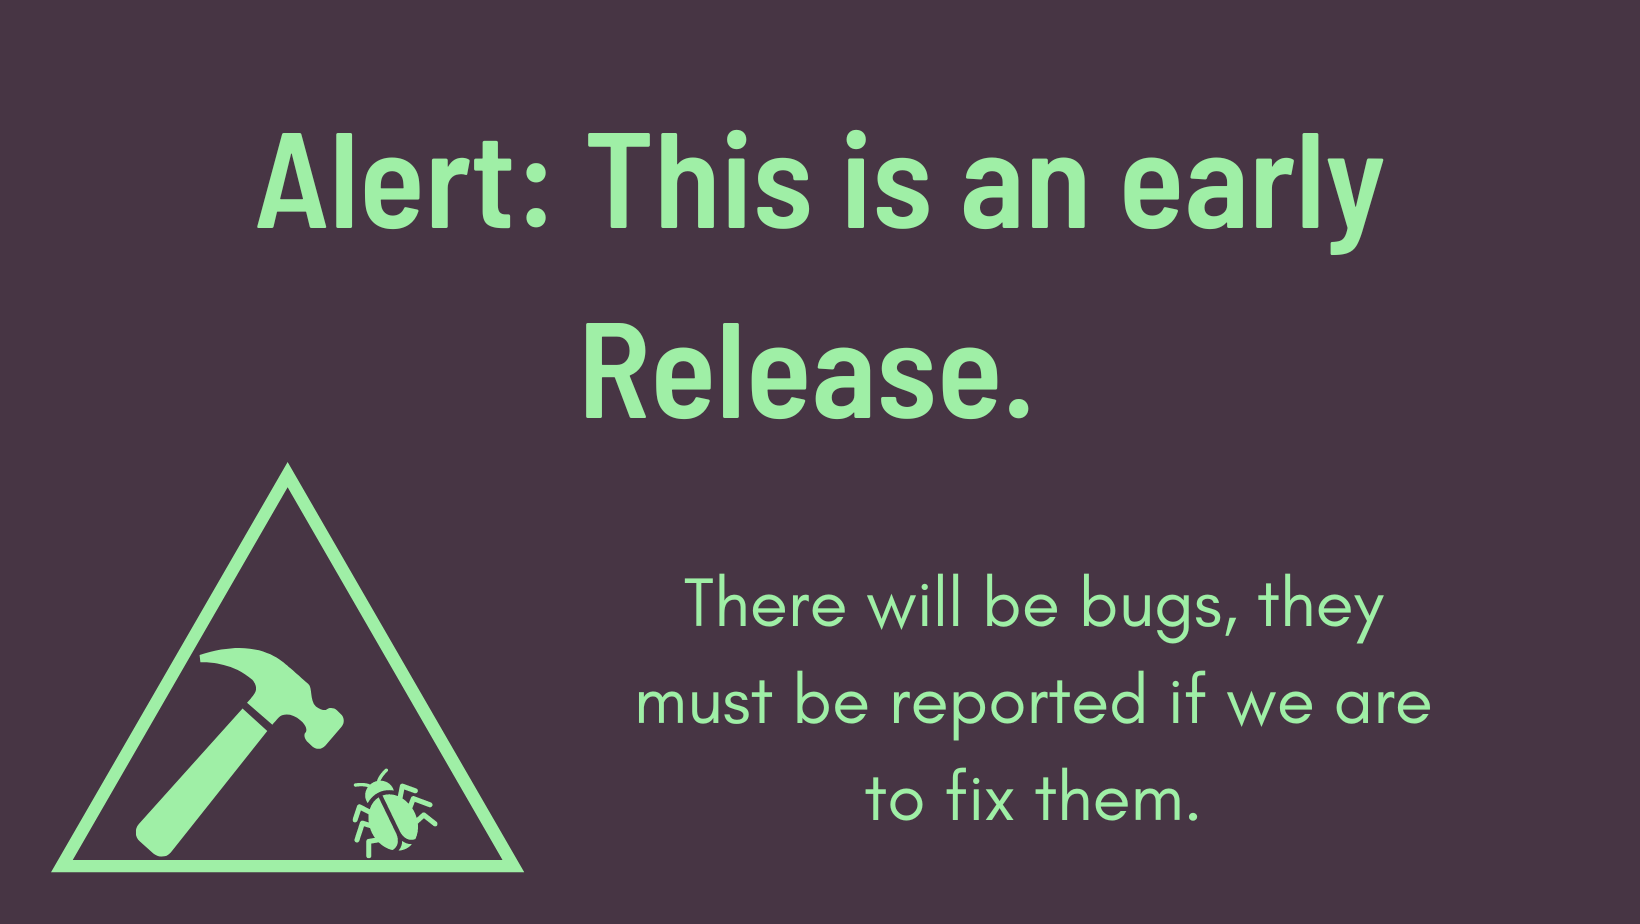 Alert: This is an early
Release.
There will be bugs, they
must be reported if we are
to fix them.